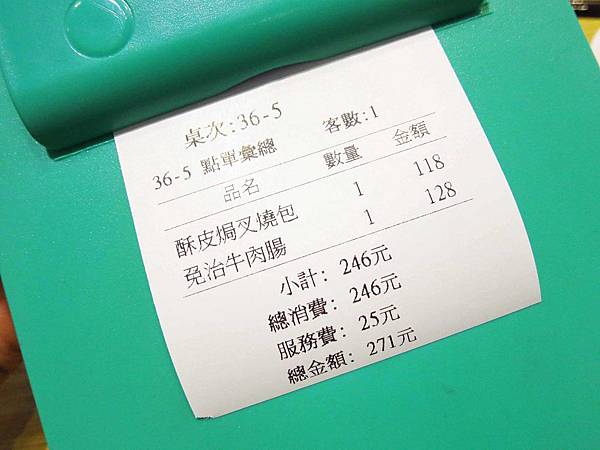 桌次:36-5
36-5 點單彙總 客數:1
品名 數量 金額
酥皮焗叉燒包 1 118
免治牛肉腸 1 128
小計: 246元
總消費: 246元
服務費: 25元
總金額: 271元